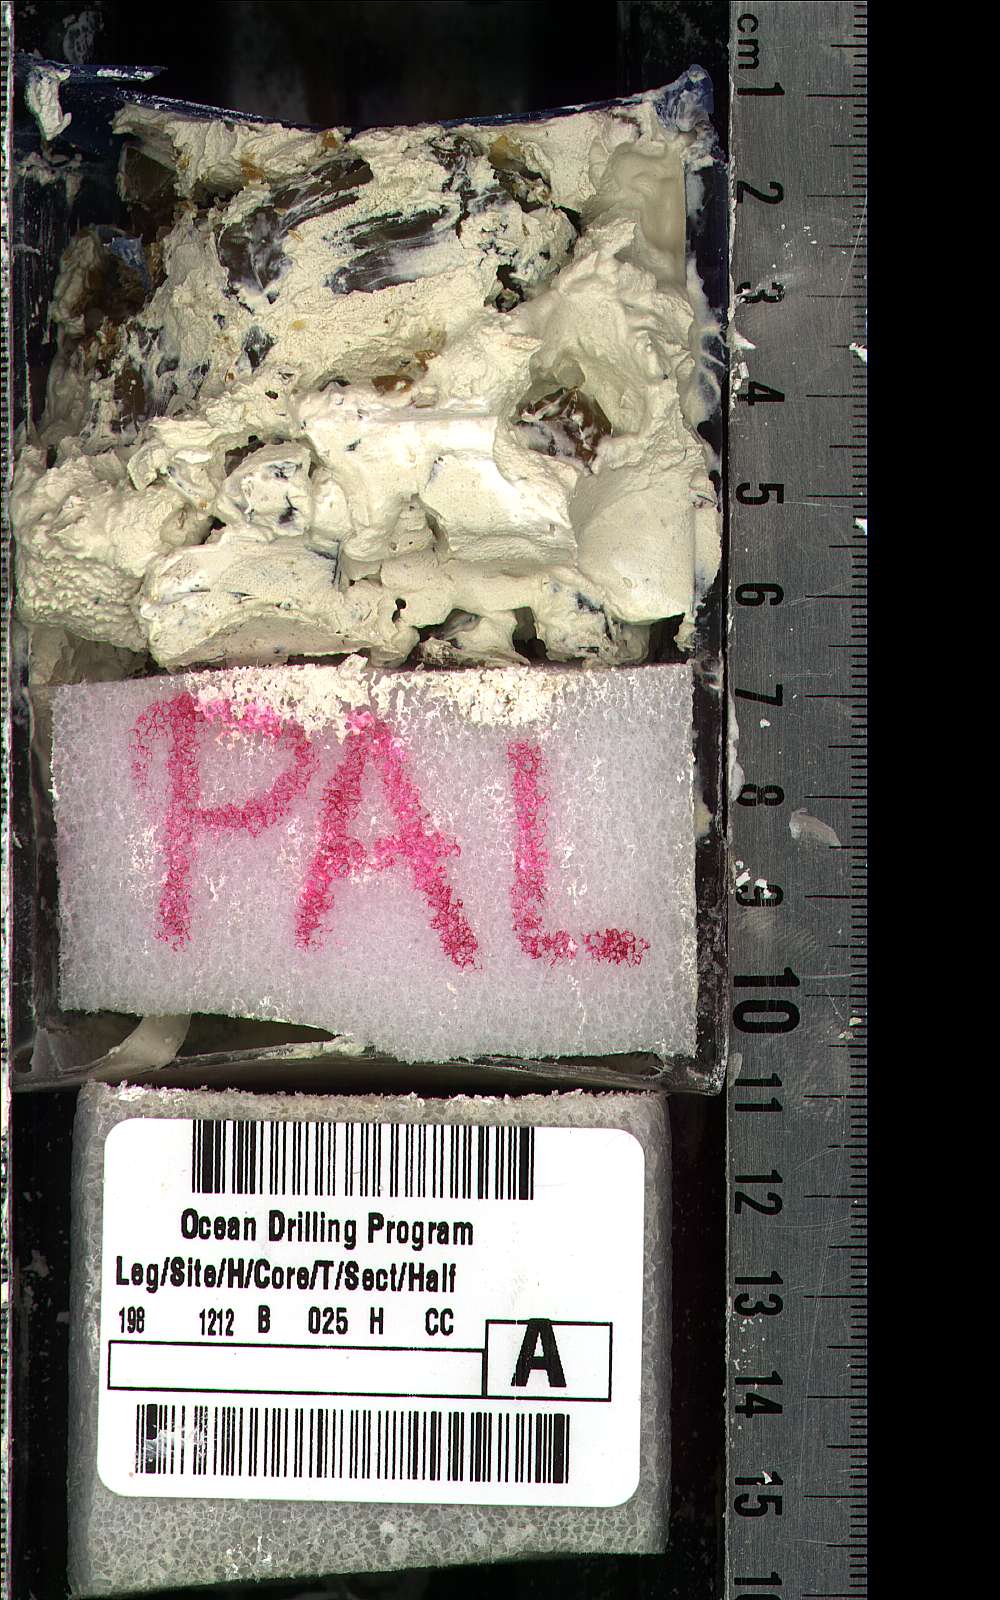 cm
1
2
3
4
5
6
7
PAL
8
9
10
11
Ocean Drilling Program
Leg/Site/H/Core/T/Sect/Half
12
198 1212 B 025 H CC
13
A
14
15